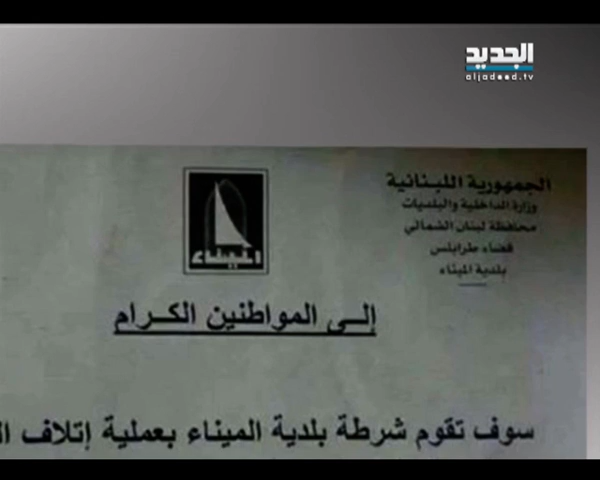 الجديد
aljadeed.tv
الجمهورية اللبنانية
وزارة الداخلية والبلديات
محافظة لبنان الشمالي
قضاء طرابلس
بلدية الميناء
الميناء
إلى المواطنين الكرام
سوف تقوم شرطة بلدية الميناء بعملية إتلاف